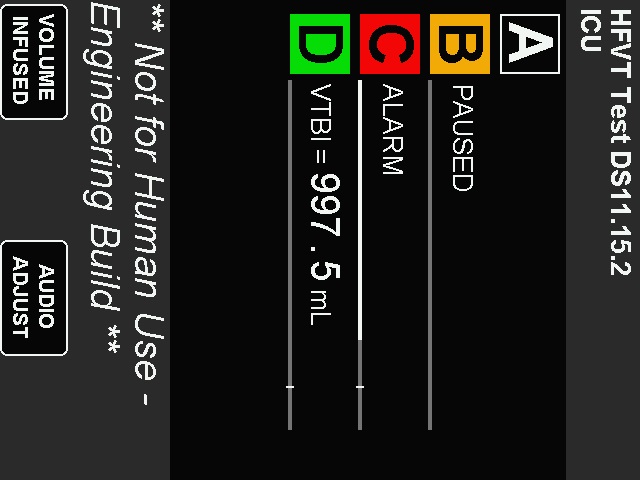 HFVT Test DS11.15.2
ICU
A
B PAUSED
C ALARM
D VTBI = 997.5 mL
** Not for Human Use -
Engineering Build **
VOLUME
INFUSED
AUDIO
ADJUST